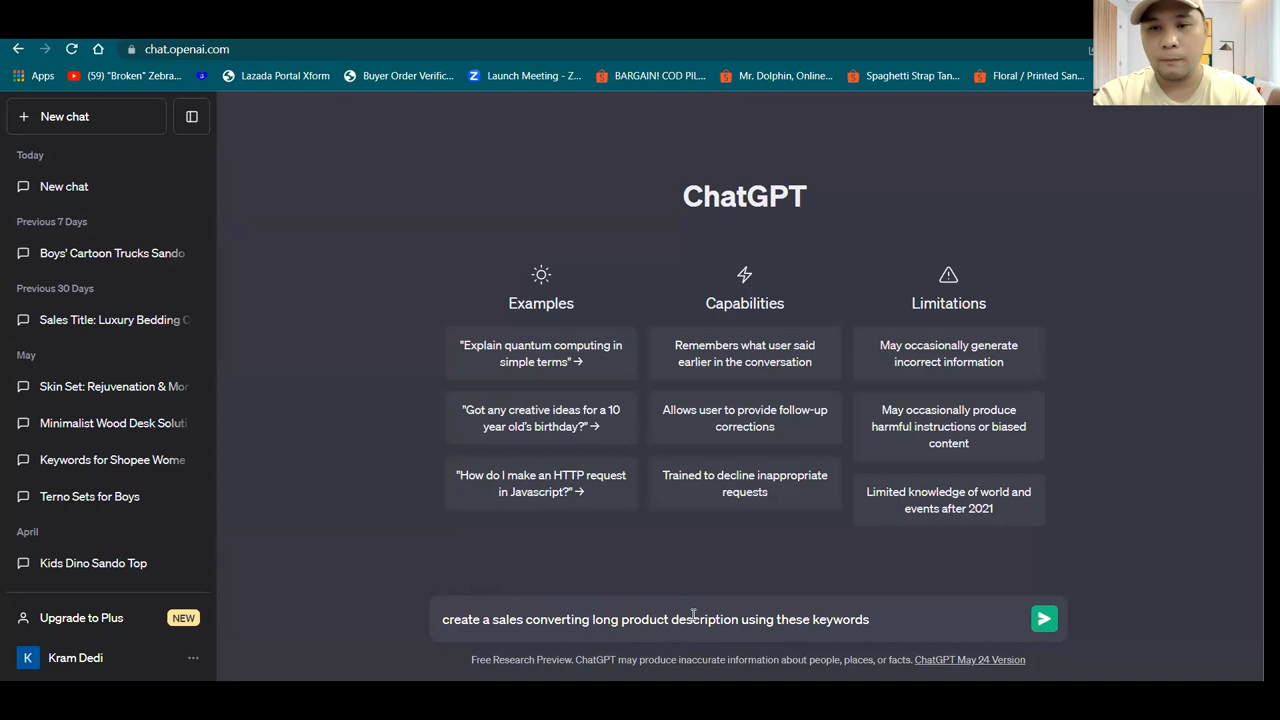 chat.openai.com
Apps
(59) "Broken" Zebra...
Lazada Portal Xform
Buyer Order Verific...
Launch Meeting - Z...
BARGAIN! COD PIL...
Mr. Dolphin, Online...
Spaghetti Strap Tan...
Floral / Printed San...
New chat
Today
New chat
Previous 7 Days
Boys' Cartoon Trucks Sando
Previous 30 Days
Sales Title: Luxury Bedding C
May
Skin Set: Rejuvenation & Mor
Minimalist Wood Desk Soluti
Keywords for Shopee Wome
Terno Sets for Boys
April
Kids Dino Sando Top
Upgrade to Plus
NEW
K
Kram Dedi
ChatGPT
Examples
"Explain quantum computing in
simple terms" →
"Got any creative ideas for a 10
year old's birthday?" →
"How do I make an HTTP request
in Javascript?" →
Capabilities
Remembers what user said
earlier in the conversation
Allows user to provide follow-up
corrections
Trained to decline inappropriate
requests
Limitations
May occasionally generate
incorrect information
May occasionally produce
harmful instructions or biased
content
Limited knowledge of world and
events after 2021
create a sales converting long product description using these keywords
Free Research Preview. ChatGPT may produce inaccurate information about people, places, or facts. ChatGPT May 24 Version